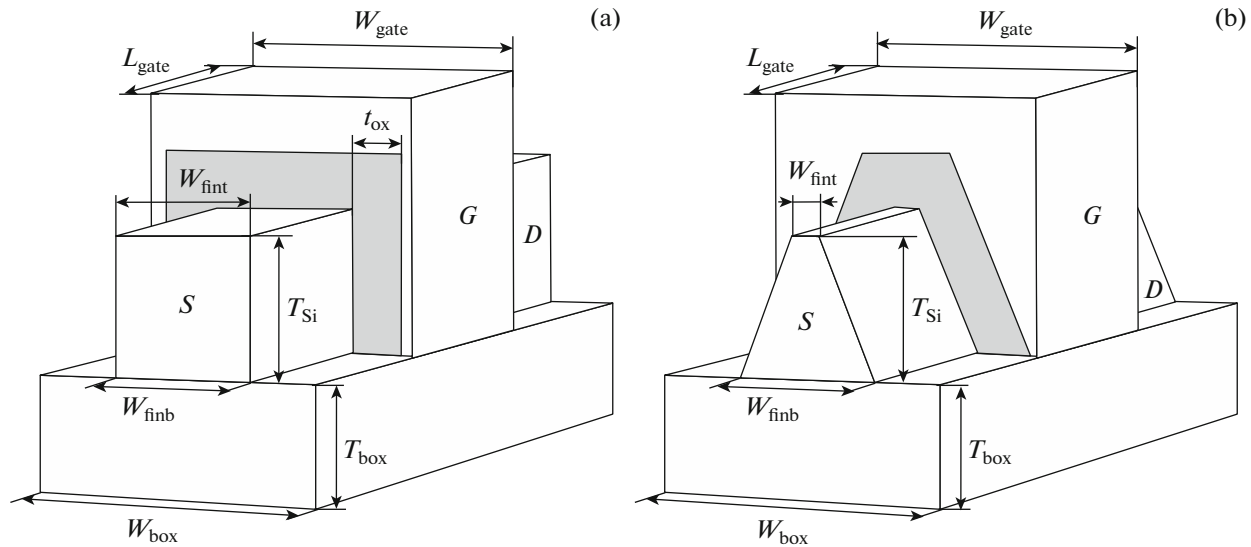 (a)
W_gate
L_gate
t_ox
W_fint
G
D
S
T_Si
W_finb
T_box
W_box
(b)
W_gate
L_gate
W_fint
G
D
S
T_Si
W_finb
T_box
W_box